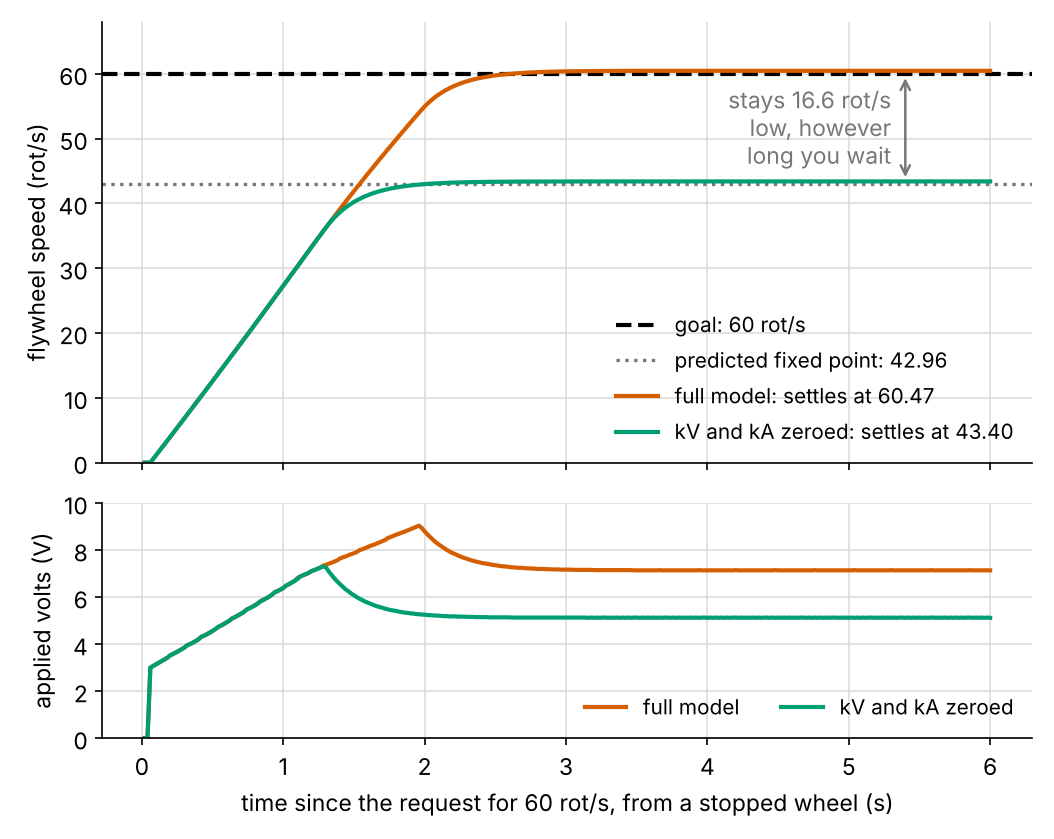 flywheel speed (rot/s)
60
50
40
30
20
10
0
stays 16.6 rot/s
low, however
long you wait
goal: 60 rot/s
predicted fixed point: 42.96
full model: settles at 60.47
kV and kA zeroed: settles at 43.40
applied volts (V)
10
8
6
4
2
0
full model
kV and kA zeroed
0 1 2 3 4 5 6
time since the request for 60 rot/s, from a stopped wheel (s)